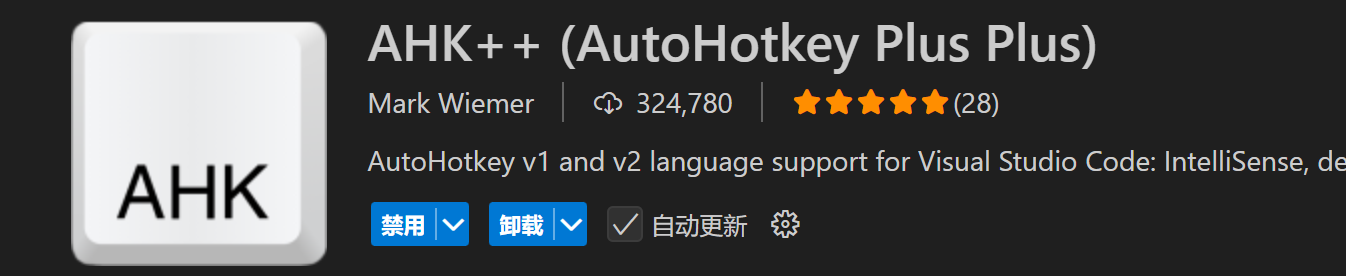 AHK
AHK++ (AutoHotkey Plus Plus)
Mark Wiemer 324,780 (28)
AutoHotkey v1 and v2 language support for Visual Studio Code: IntelliSense, de
禁用 卸载 自动更新